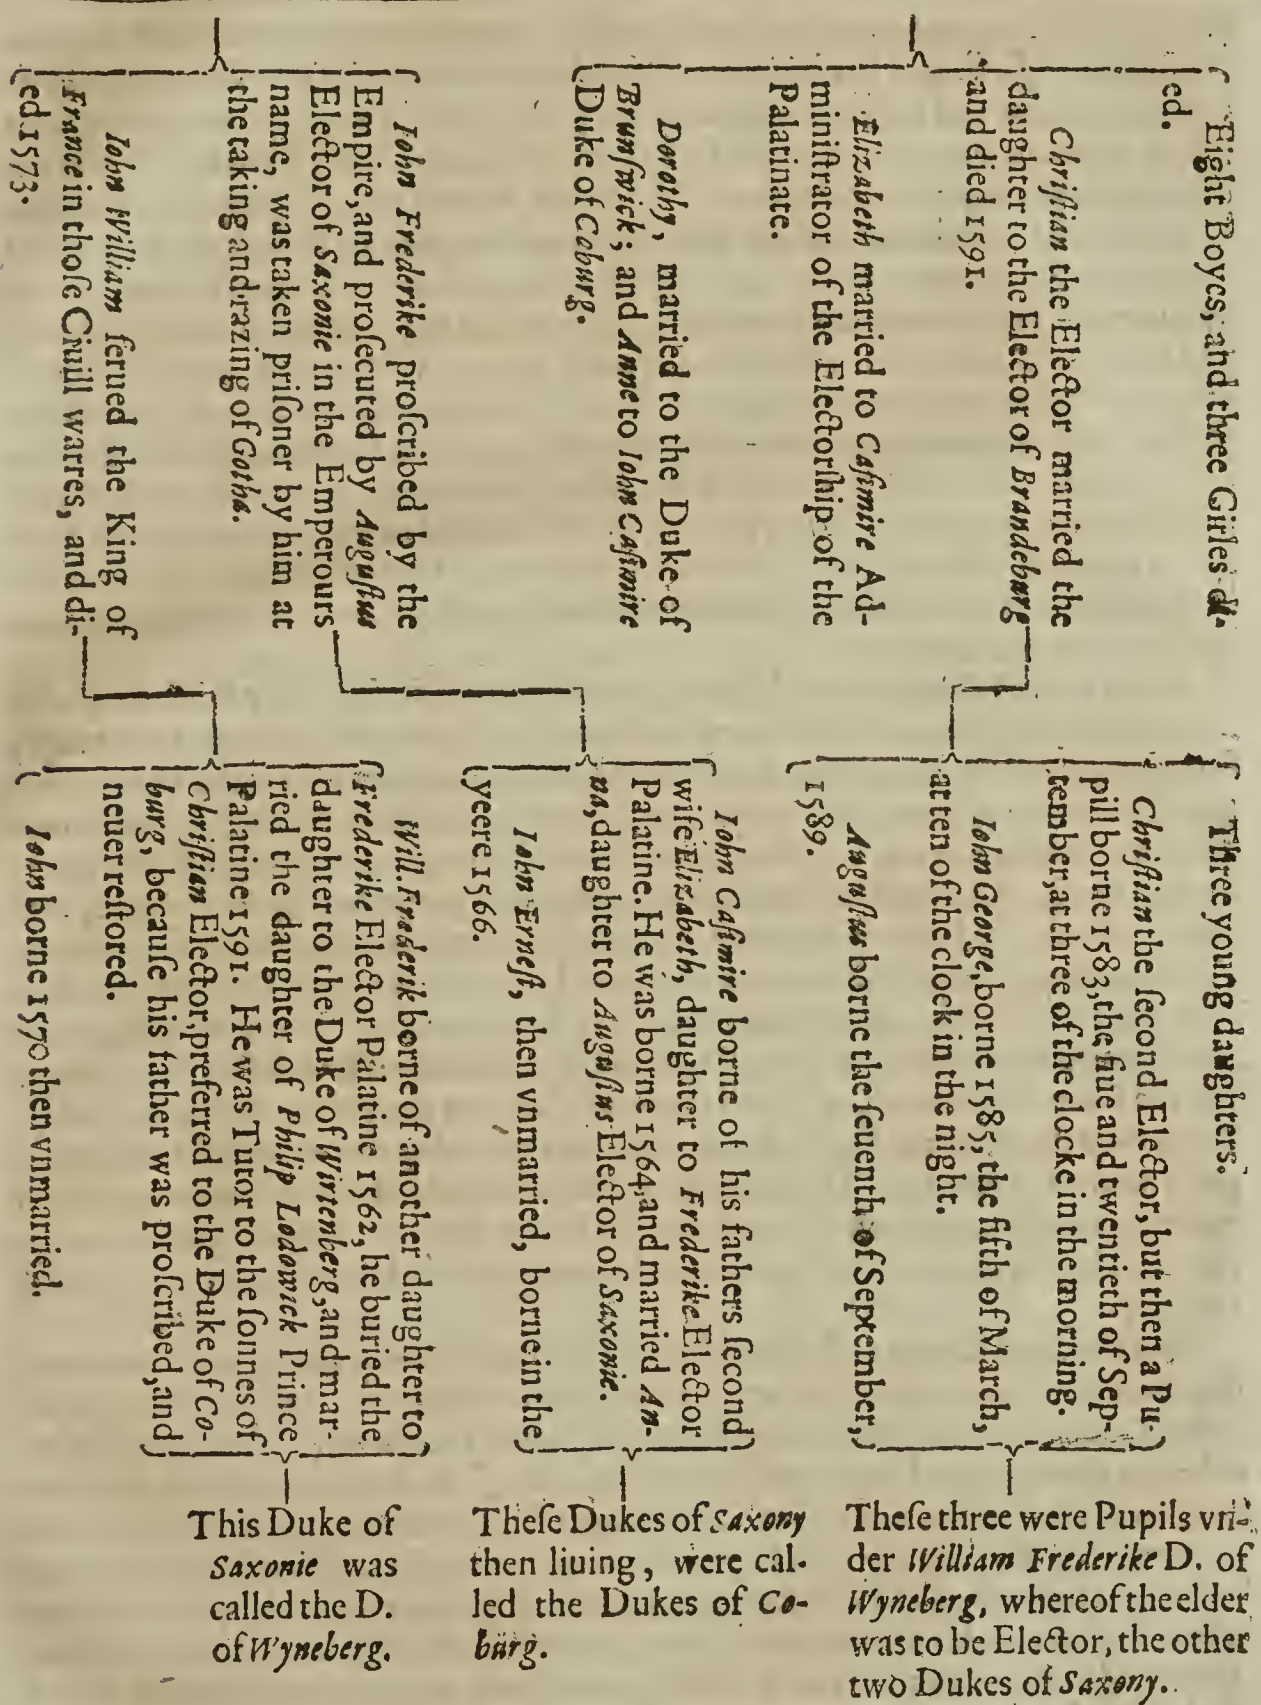 Eight Boyes, and three Girles di-
ed.
Chriſtian the Elector married the
daughter to the Elector of Brandeburg
and died 1591.
Elizabeth married to Caſimire Ad-
miniſtrator of the Electorſhip of the
Palatinate.
Dorothy, married to the Duke of
Brunſwick; and Anne to Iohn Caſimire
Duke of Coburg.
Iohn Frederike proſcribed by the
Empire, and proſecuted by Auguſtus
Elector of Saxonie in the Emperours
name, was taken priſoner by him at
the taking and razing of Gotha.
Iohn William ſerued the King of
France in thoſe Ciuill warres, and di-
ed 1573.
Three young daughters.
Chriſtian the ſecond Elector, but then a Pu-
pill borne 1583, the fiue and twentieth of Sep-
tember, at three of the clocke in the morning.
Iohn George, borne 1585, the fifth of March,
at ten of the clock in the night.
Auguſtus borne the ſeuenth of September,
1589.
Iohn Caſimire borne of his fathers ſecond
wife Elizabeth, daughter to Frederike Elector
Palatine. He was borne 1564, and married An-
na, daughter to Auguſtus Elector of Saxonie.
Iohn Erneſt, then vnmarried, borne in the
yeere 1566.
Will. Frederik borne of another daughter to
Frederike Elector Palatine 1562, he buried the
daughter to the Duke of Wirtemberg, and mar-
ried the daughter of Philip Lodowick Prince
Palatine 1591. He was Tutor to the ſonnes of
Chriſtian Elector, preferred to the Duke of Co-
burg, becauſe his father was proſcribed, and
neuer reſtored.
Iohn borne 1570 then vnmarried.
Theſe three were Pupils vn-
der William Frederike D. of
Wyneberg, whereof the elder
was to be Elector, the other
two Dukes of Saxony.
Theſe Dukes of Saxony
then liuing, were cal-
led the Dukes of Co-
burg.
This Duke of
Saxonie was
called the D.
of Wyneberg.